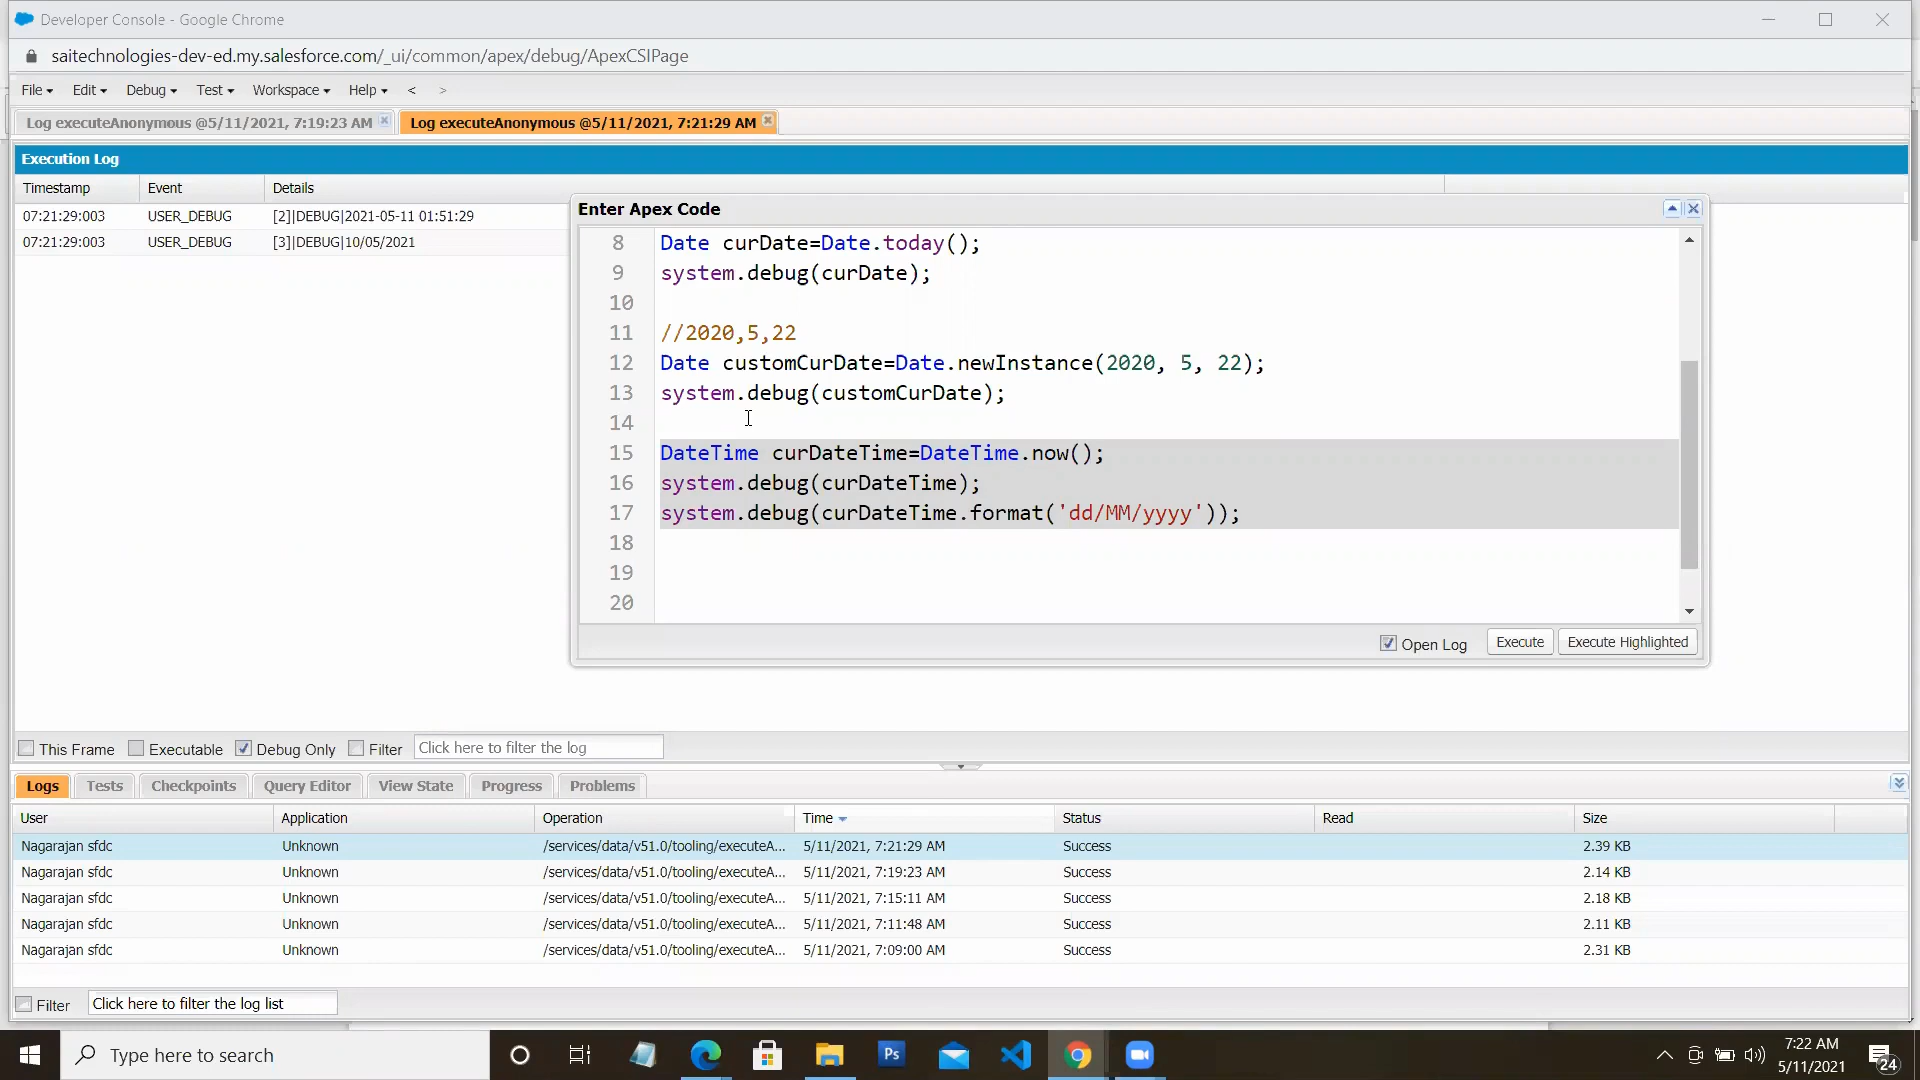 Developer Console - Google Chrome
saitechnologies-dev-ed.my.salesforce.com/_ui/common/apex/debug/ApexCSIPage
File Edit Debug Test Workspace Help < >
Log executeAnonymous @5/11/2021, 7:19:23 AM Log executeAnonymous @5/11/2021, 7:21:29 AM
Execution Log
Timestamp Event Details
07:21:29:003 USER_DEBUG [2]|DEBUG|2021-05-11 01:51:29
07:21:29:003 USER_DEBUG [3]|DEBUG|10/05/2021
Enter Apex Code
8 Date curDate=Date.today();
9 system.debug(curDate);
10
11 //2020,5,22
12 Date customCurDate=Date.newInstance(2020, 5, 22);
13 system.debug(customCurDate);
14
15 DateTime curDateTime=DateTime.now();
16 system.debug(curDateTime);
17 system.debug(curDateTime.format('dd/MM/yyyy'));
18
19
20
Open Log Execute Execute Highlighted
This Frame Executable Debug Only Filter Click here to filter the log
Logs Tests Checkpoints Query Editor View State Progress Problems
User Application Operation Time Status Read Size
Nagarajan sfdc Unknown /services/data/v51.0/tooling/executeA... 5/11/2021, 7:21:29 AM Success 2.39 KB
Nagarajan sfdc Unknown /services/data/v51.0/tooling/executeA... 5/11/2021, 7:19:23 AM Success 2.14 KB
Nagarajan sfdc Unknown /services/data/v51.0/tooling/executeA... 5/11/2021, 7:15:11 AM Success 2.18 KB
Nagarajan sfdc Unknown /services/data/v51.0/tooling/executeA... 5/11/2021, 7:11:48 AM Success 2.11 KB
Nagarajan sfdc Unknown /services/data/v51.0/tooling/executeA... 5/11/2021, 7:09:00 AM Success 2.31 KB
Filter Click here to filter the log list
Type here to search
Ps
7:22 AM
5/11/2021
24